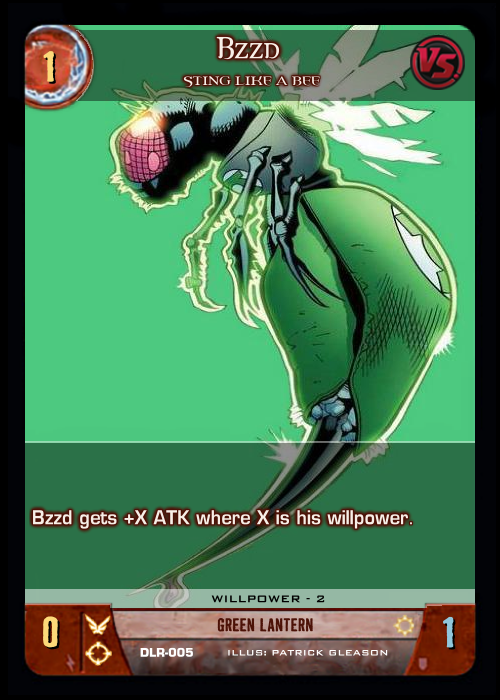 1
Bzzd
VS
Sting Like a Bee
Bzzd gets +X ATK where X is his willpower.
WILLPOWER - 2
0
GREEN LANTERN
1
DLR-005 ILLUS: PATRICK GLEASON